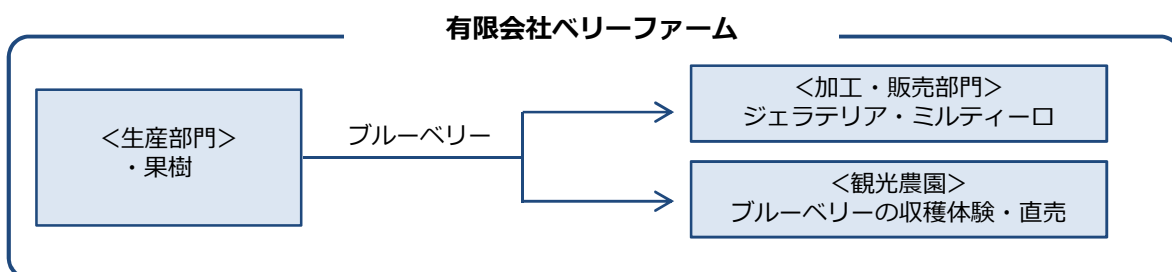 有限会社ベリーファーム
＜生産部門＞
・果樹
ブルーベリー
＜加工・販売部門＞
ジェラテリア・ミルティーロ
＜観光農園＞
ブルーベリーの収穫体験・直売